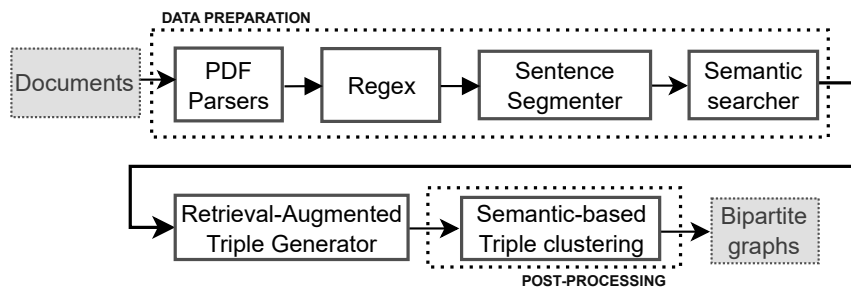 DATA PREPARATION
Documents
PDF
Parsers
Regex
Sentence
Segmenter
Semantic
searcher
Retrieval-Augmented
Triple Generator
Semantic-based
Triple clustering
Bipartite
graphs
POST-PROCESSING